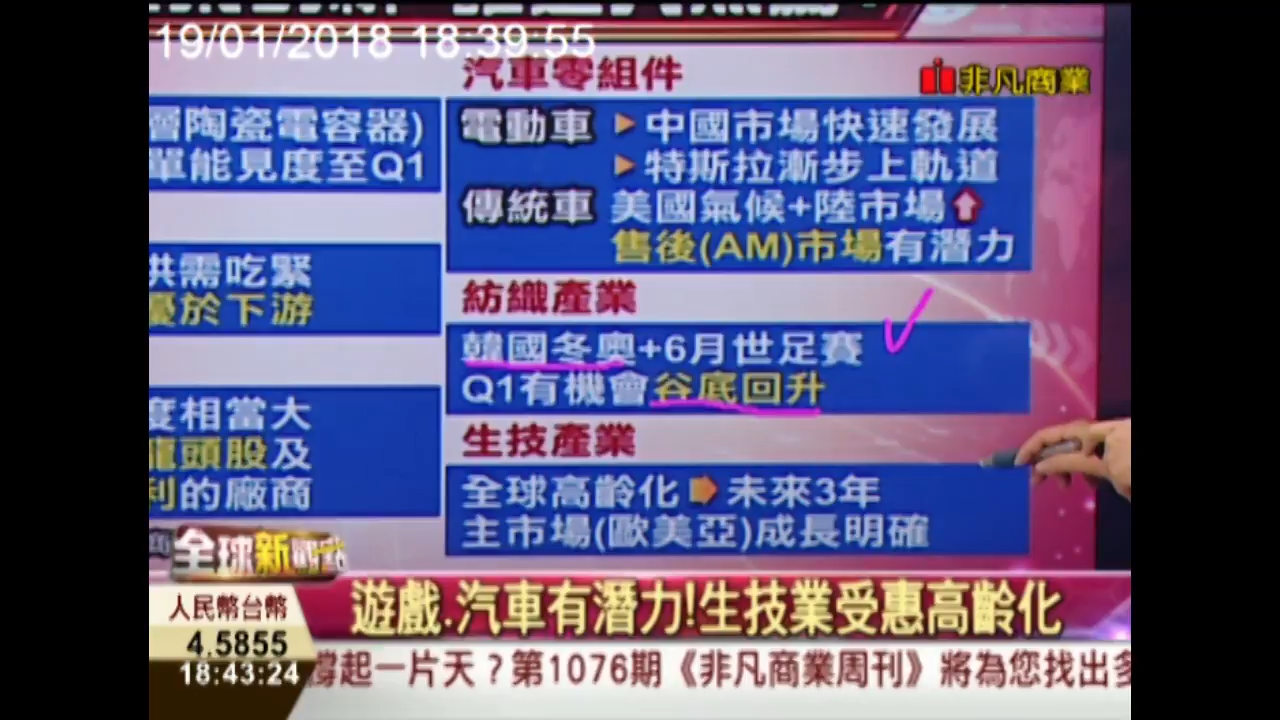 19/01/2018 18:39:55
非凡商業
層陶瓷電容器)
單能見度至Q1
供需吃緊
憂於下游
度相當大
龍頭股及
利的廠商
汽車零組件
電動車 ▶ 中國市場快速發展
▶ 特斯拉漸步上軌道
傳統車 美國氣候+陸市場⬆
售後(AM)市場有潛力
紡織產業
韓國冬奧+6月世足賽
Q1有機會谷底回升
生技產業
全球高齡化➡未來3年
主市場(歐美亞)成長明確
全球新觀點
遊戲.汽車有潛力!生技業受惠高齡化
人民幣台幣
4.5855
18:43:24
撐起一片天？第1076期《非凡商業周刊》將為您找出多